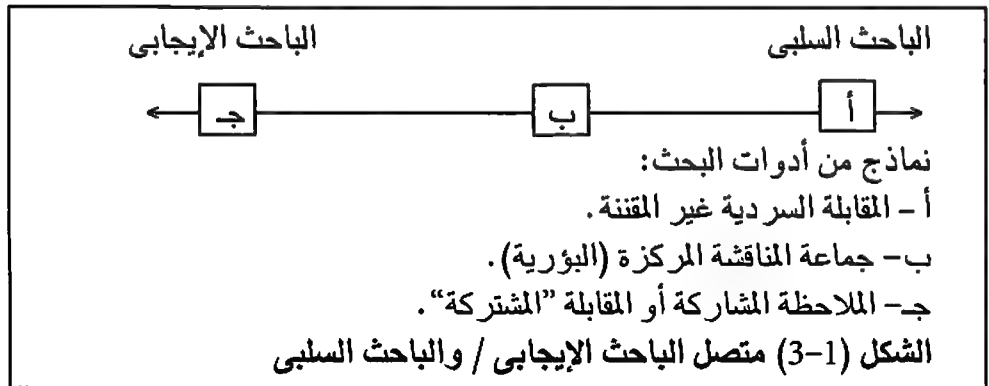 الباحث السلبى الباحث الإيجابى
أ ب جـ
نماذج من أدوات البحث:
أ – المقابلة السردية غير المقننة.
ب– جماعة المناقشة المركزة (البؤرية).
جـ– الملاحظة المشاركة أو المقابلة “المشتركة“.
الشكل (1–3) متصل الباحث الإيجابى / والباحث السلبى